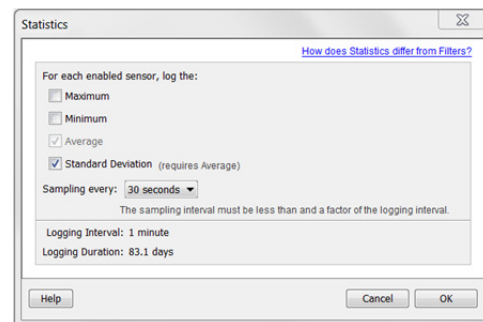 Statistics
How does Statistics differ from Filters?
For each enabled sensor, log the:
Maximum
Minimum
Average
Standard Deviation (requires Average)
Sampling every: 30 seconds
The sampling interval must be less than and a factor of the logging interval.
Logging Interval: 1 minute
Logging Duration: 83.1 days
Help Cancel OK